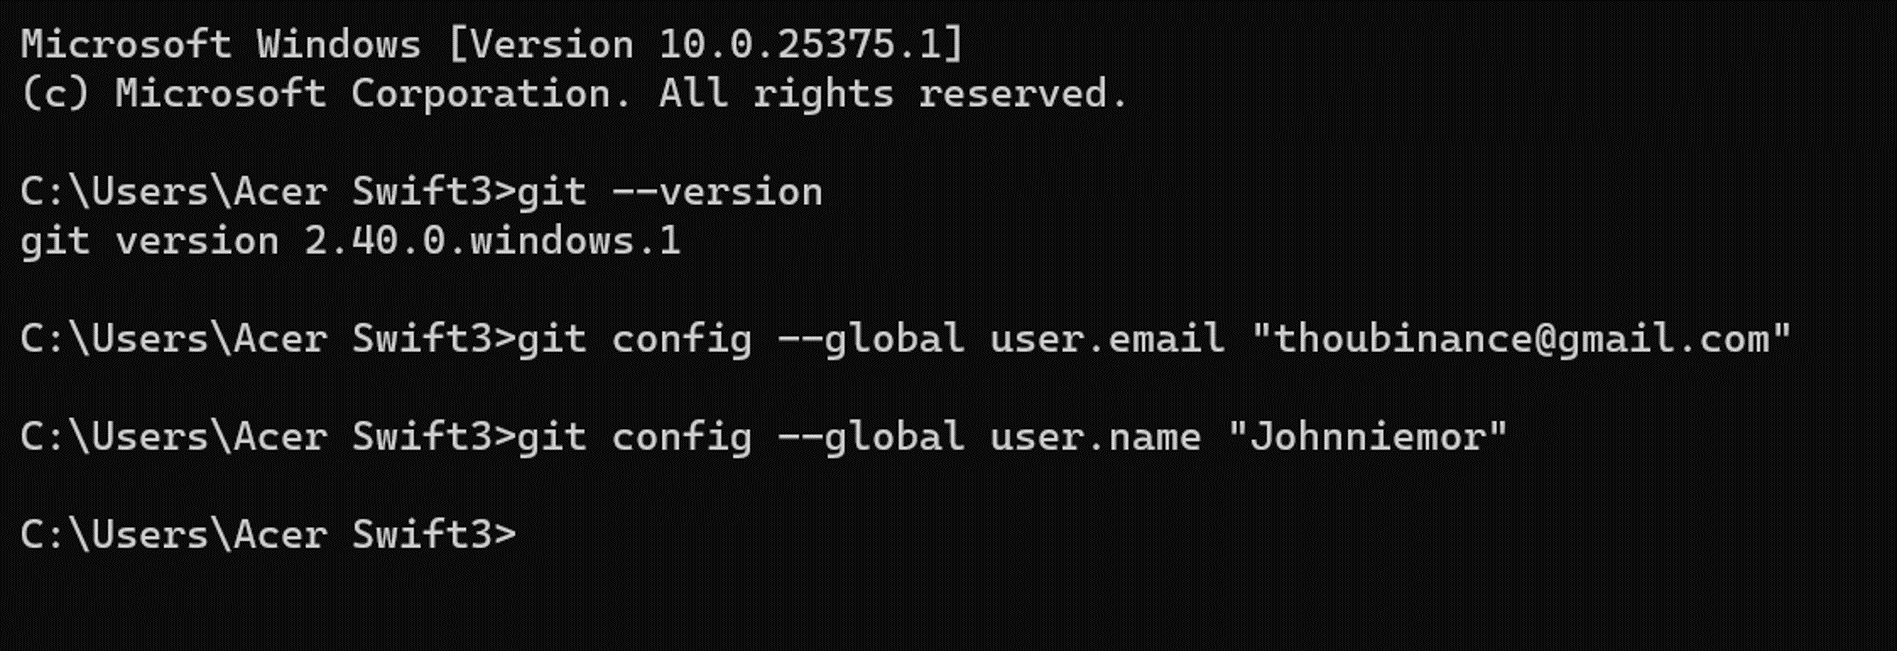 Microsoft Windows [Version 10.0.25375.1]
(c) Microsoft Corporation. All rights reserved.
C:\Users\Acer Swift3>git --version
git version 2.40.0.windows.1
C:\Users\Acer Swift3>git config --global user.email "thoubinance@gmail.com"
C:\Users\Acer Swift3>git config --global user.name "Johnniemor"
C:\Users\Acer Swift3>